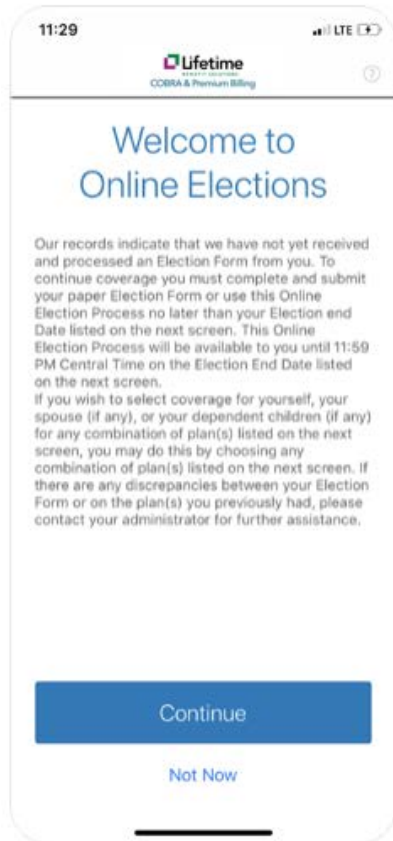 11:29
LTE
Lifetime
BENEFIT SOLUTIONS
COBRA & Premium Billing
?
Welcome to
Online Elections
Our records indicate that we have not yet received
and processed an Election Form from you. To
continue coverage you must complete and submit
your paper Election Form or use this Online
Election Process no later than your Election end
Date listed on the next screen. This Online
Election Process will be available to you until 11:59
PM Central Time on the Election End Date listed
on the next screen.
If you wish to select coverage for yourself, your
spouse (if any), or your dependent children (if any)
for any combination of plan(s) listed on the next
screen, you may do this by choosing any
combination of plan(s) listed on the next screen. If
there are any discrepancies between your Election
Form or on the plan(s) you previously had, please
contact your administrator for further assistance.
Continue
Not Now